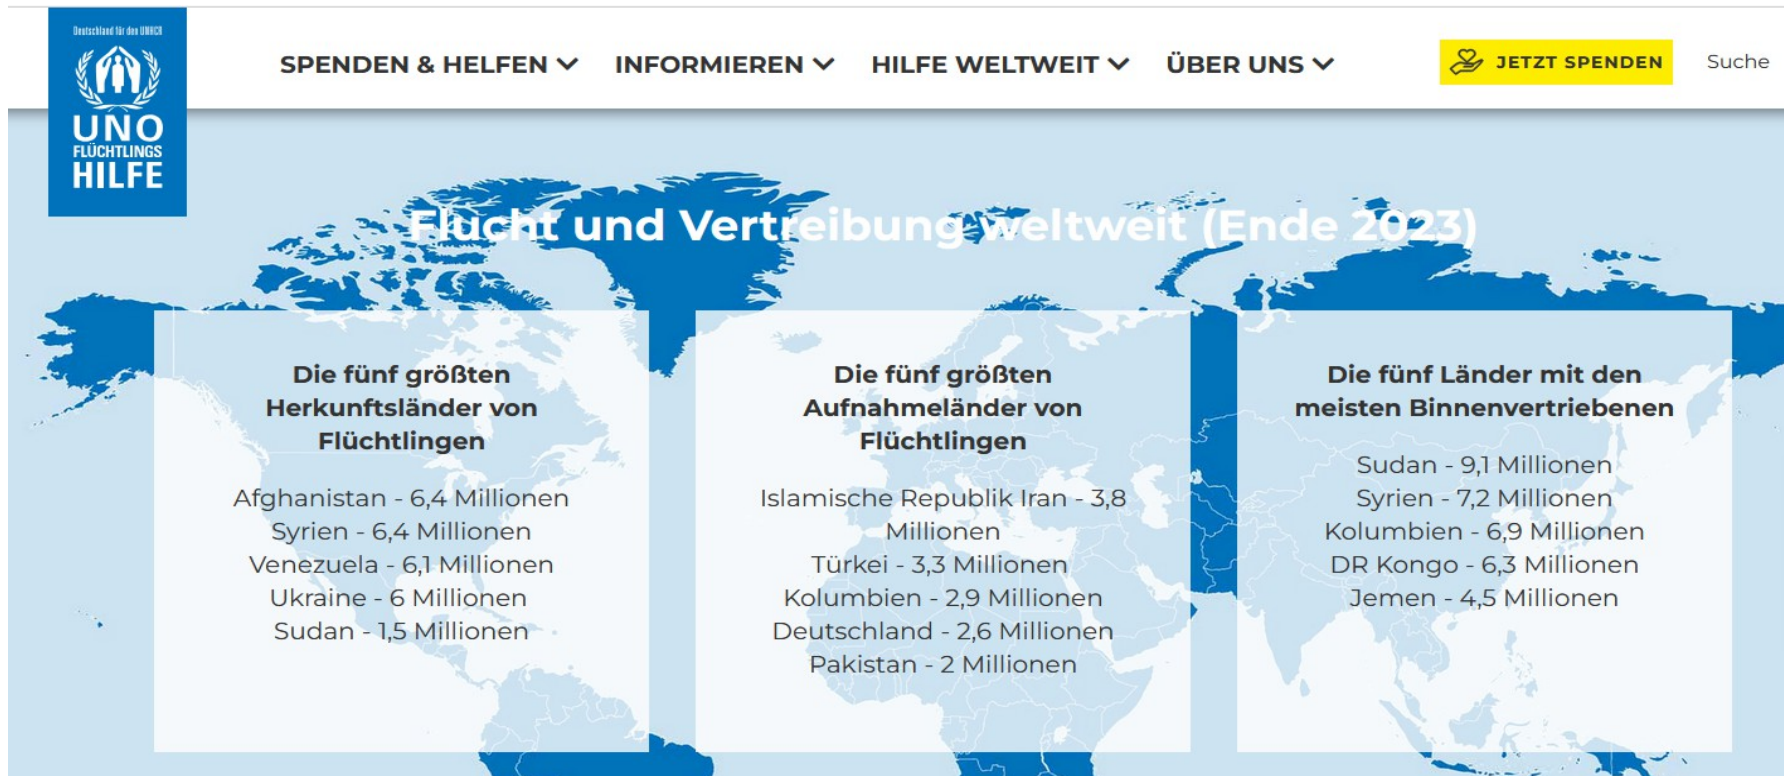 Deutschland für den UNHCR
UNO
FLÜCHTLINGS
HILFE
SPENDEN & HELFEN
INFORMIEREN
HILFE WELTWEIT
ÜBER UNS
JETZT SPENDEN
Suche
Flucht und Vertreibung weltweit (Ende 2023)
Die fünf größten
Herkunftsländer von
Flüchtlingen
Afghanistan - 6,4 Millionen
Syrien - 6,4 Millionen
Venezuela - 6,1 Millionen
Ukraine - 6 Millionen
Sudan - 1,5 Millionen
Die fünf größten
Aufnahmeländer von
Flüchtlingen
Islamische Republik Iran - 3,8
Millionen
Türkei - 3,3 Millionen
Kolumbien - 2,9 Millionen
Deutschland - 2,6 Millionen
Pakistan - 2 Millionen
Die fünf Länder mit den
meisten Binnenvertriebenen
Sudan - 9,1 Millionen
Syrien - 7,2 Millionen
Kolumbien - 6,9 Millionen
DR Kongo - 6,3 Millionen
Jemen - 4,5 Millionen